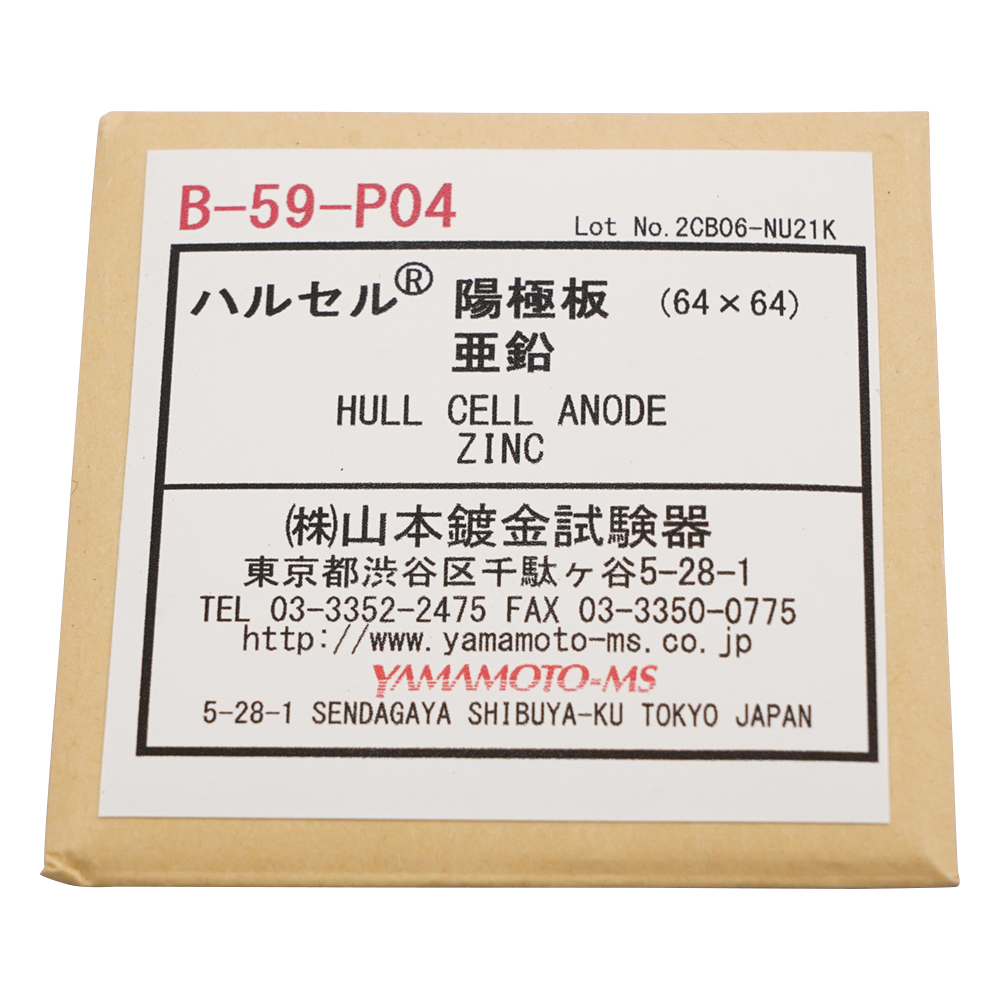 B-59-P04
Lot No.2CB06-NU21K
ハルセル® 陽極板 (64×64)
亜鉛
HULL CELL ANODE
ZINC
㈱山本鍍金試験器
東京都渋谷区千駄ヶ谷5-28-1
TEL 03-3352-2475 FAX 03-3350-0775
http://www.yamamoto-ms.co.jp
YAMAMOTO-MS
5-28-1 SENDAGAYA SHIBUYA-KU TOKYO JAPAN